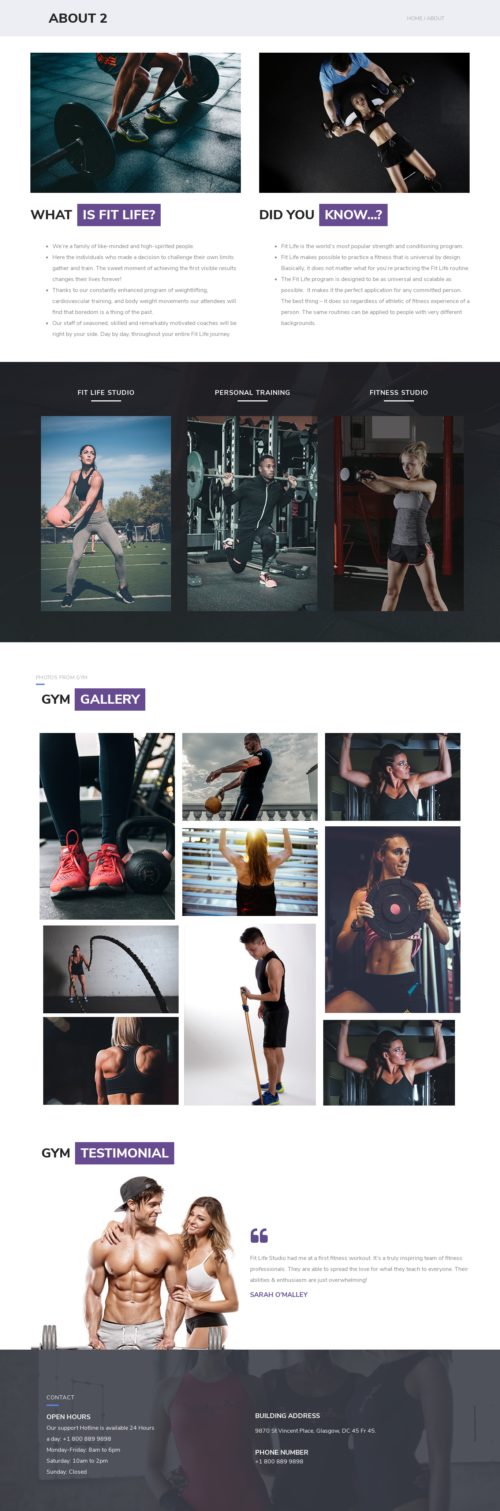 ABOUT 2
HOME / ABOUT
WHAT IS FIT LIFE?
We're a family of like-minded and high-spirited people.
Here the individuals who made a decision to challenge their own limits
gather and train. The sweet moment of achieving the first visible results
changes their lives forever!
Thanks to our constantly enhanced program of weightlifting,
cardiovascular training, and body weight movements our attendees will
find that boredom is a thing of the past.
Our staff of seasoned, skilled and remarkably motivated coaches will be
right by your side. Day by day, throughout your entire Fit Life journey.
DID YOU KNOW...?
Fit Life is the world's most popular strength and conditioning program.
Fit Life makes possible to practice a fitness that is universal by design.
Basically, it does not matter what for you're practicing the Fit Life routine
The Fit Life program is designed to be as universal and scalable as
possible. It makes it the perfect application for any committed person.
The best thing – it does so regardless of athletic of fitness experience of a
person. The same routines can be applied to people with very different
backgrounds.
FIT LIFE STUDIO
PERSONAL TRAINING
FITNESS STUDIO
PHOTOS FROM GYM
GYM GALLERY
GYM TESTIMONIAL
Fit Life Studio had me at a first fitness workout. It's a truly inspiring team of fitness
professionals. They are able to spread the love for what they teach to everyone. Their
abilities & enthusiasm are just overwhelming!
SARAH O'MALLEY
CONTACT
OPEN HOURS
Our support Hotline is available 24 Hours
a day: +1 800 889 9898
Monday-Friday: 8am to 6pm
Saturday: 10am to 2pm
Sunday: Closed
BUILDING ADDRESS
9870 St Vincent Place, Glasgow, DC 45 Fr 45.
PHONE NUMBER
+1 800 889 9898